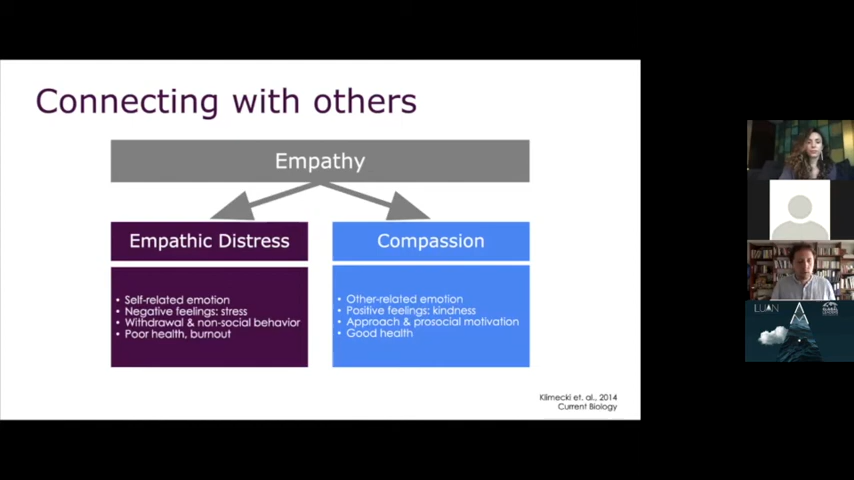 Connecting with others
Empathy
Empathic Distress
• Self-related emotion
• Negative feelings: stress
• Withdrawal & non-social behavior
• Poor health, burnout
Compassion
• Other-related emotion
• Positive feelings: kindness
• Approach & prosocial motivation
• Good health
Klimecki et. al., 2014
Current Biology
LUAN